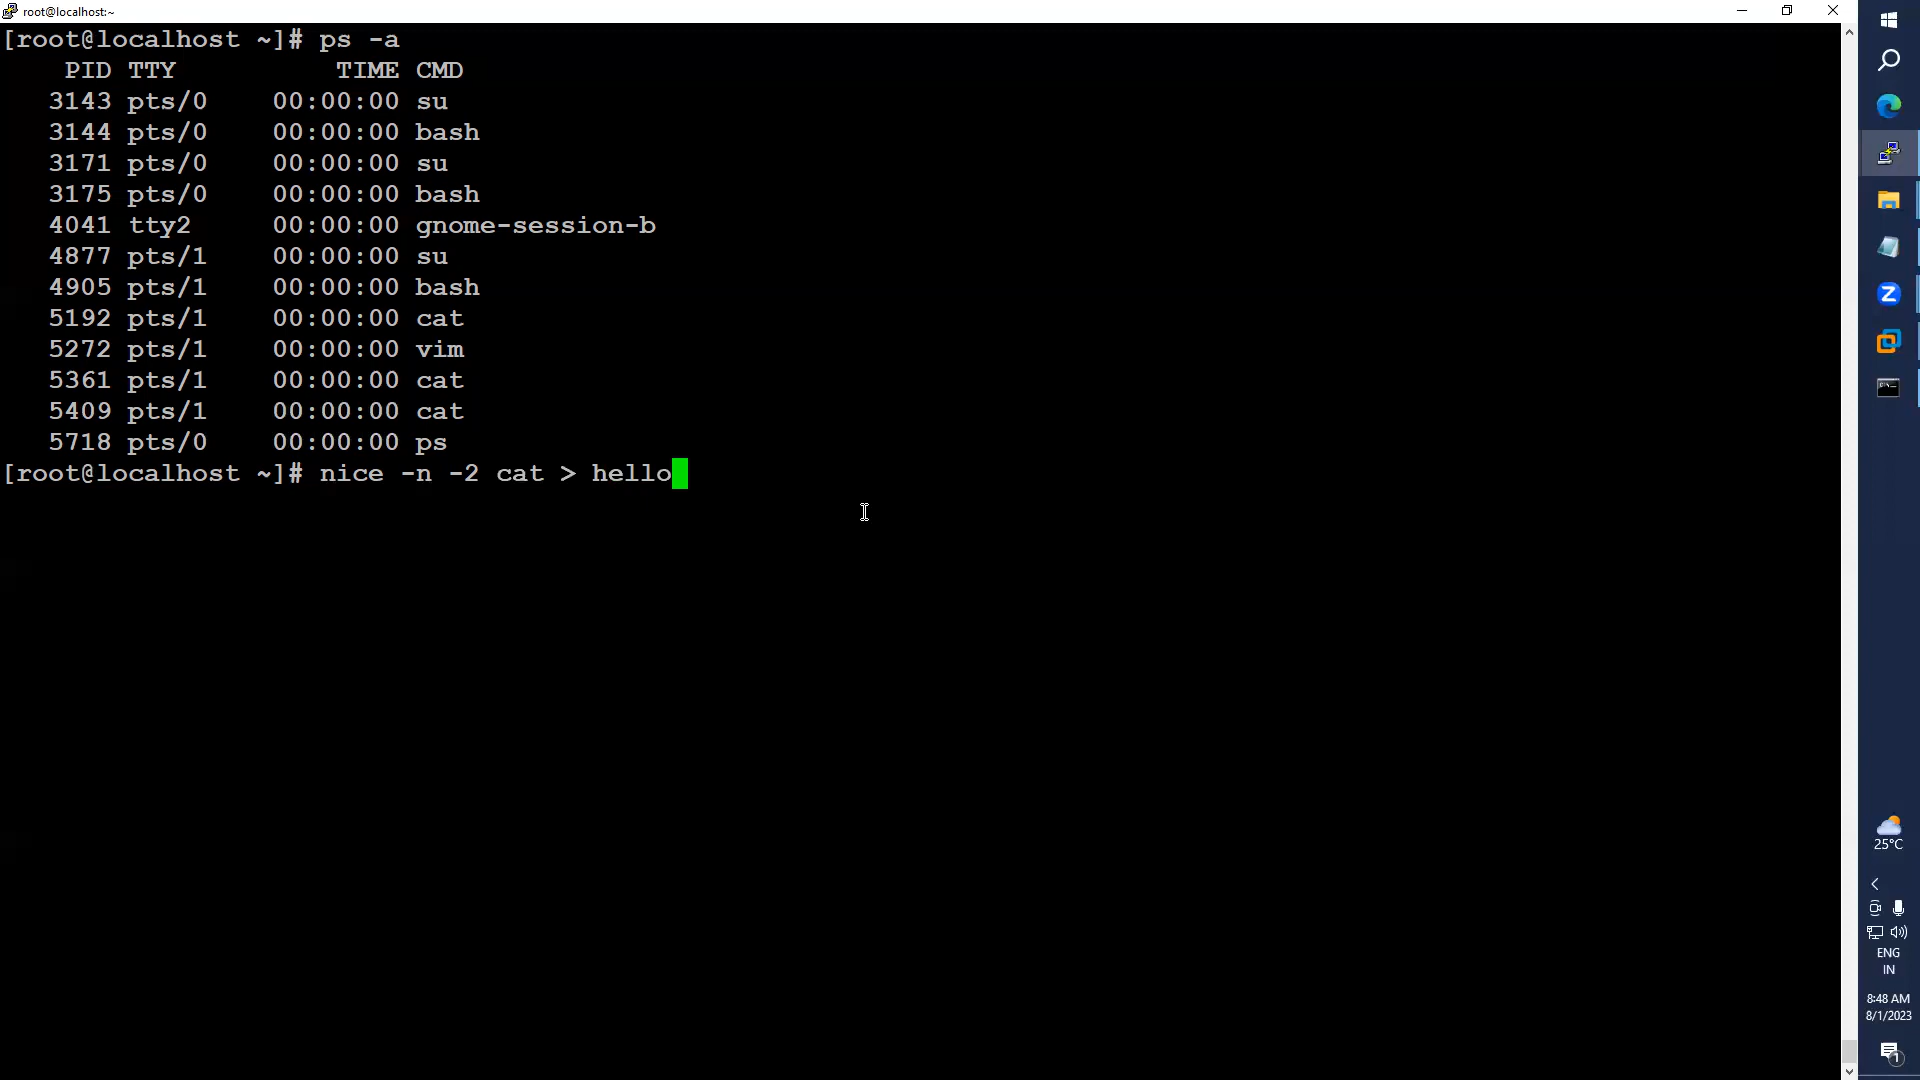 root@localhost:~
[root@localhost ~]# ps -a
    PID TTY          TIME CMD
   3143 pts/0    00:00:00 su
   3144 pts/0    00:00:00 bash
   3171 pts/0    00:00:00 su
   3175 pts/0    00:00:00 bash
   4041 tty2     00:00:00 gnome-session-b
   4877 pts/1    00:00:00 su
   4905 pts/1    00:00:00 bash
   5192 pts/1    00:00:00 cat
   5272 pts/1    00:00:00 vim
   5361 pts/1    00:00:00 cat
   5409 pts/1    00:00:00 cat
   5718 pts/0    00:00:00 ps
[root@localhost ~]# nice -n -2 cat > hello
25°C
ENG
IN
8:48 AM
8/1/2023
1